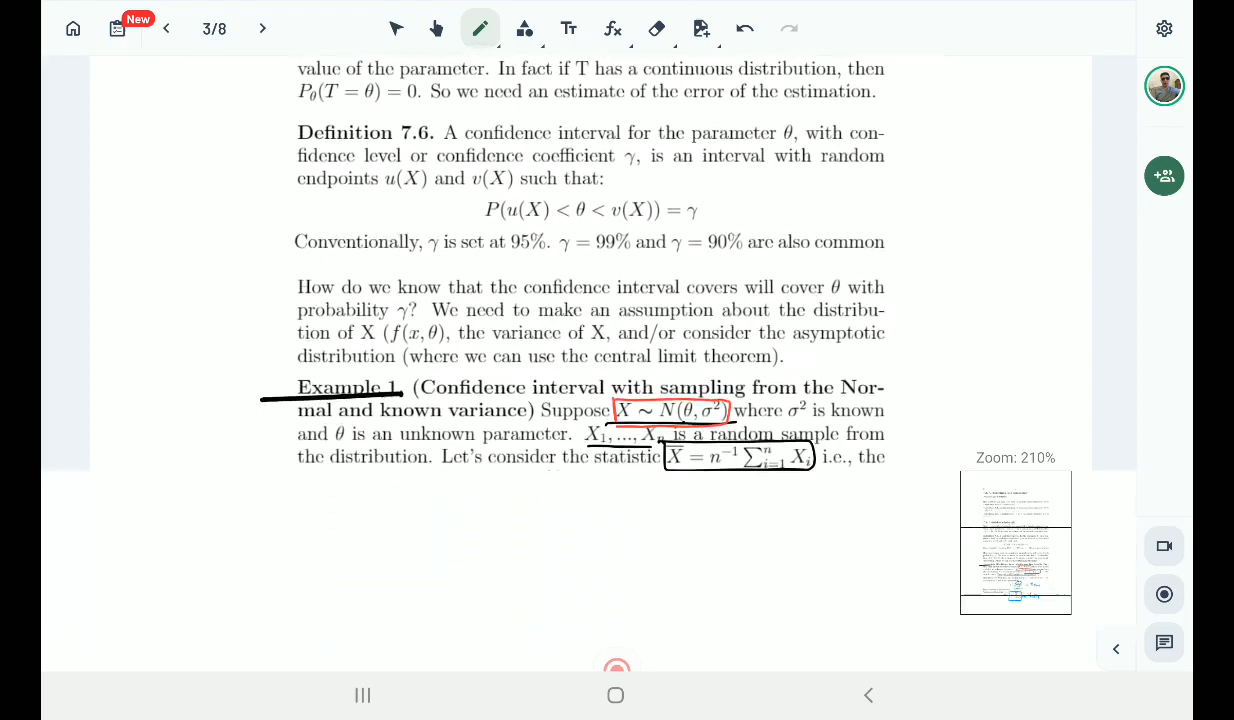 New
3/8
Tт
fx
value of the parameter. In fact if T has a continuous distribution, then
P_θ(T = θ) = 0. So we need an estimate of the error of the estimation.
Definition 7.6. A confidence interval for the parameter θ, with con-
fidence level or confidence coefficient γ, is an interval with random
endpoints u(X) and v(X) such that:
P(u(X) < θ < v(X)) = γ
Conventionally, γ is set at 95%. γ = 99% and γ = 90% are also common
How do we know that the confidence interval covers will cover θ with
probability γ? We need to make an assumption about the distribu-
tion of X (f(x, θ), the variance of X, and/or consider the asymptotic
distribution (where we can use the central limit theorem).
Example 1. (Confidence interval with sampling from the Nor-
mal and known variance) Suppose X ∼ N(θ, σ²) where σ² is known
and θ is an unknown parameter. X₁, ..., Xₙ is a random sample from
the distribution. Let's consider the statistic X̅ = n⁻¹ ∑ⁿᵢ₌₁ Xᵢ i.e., the
Zoom: 210%